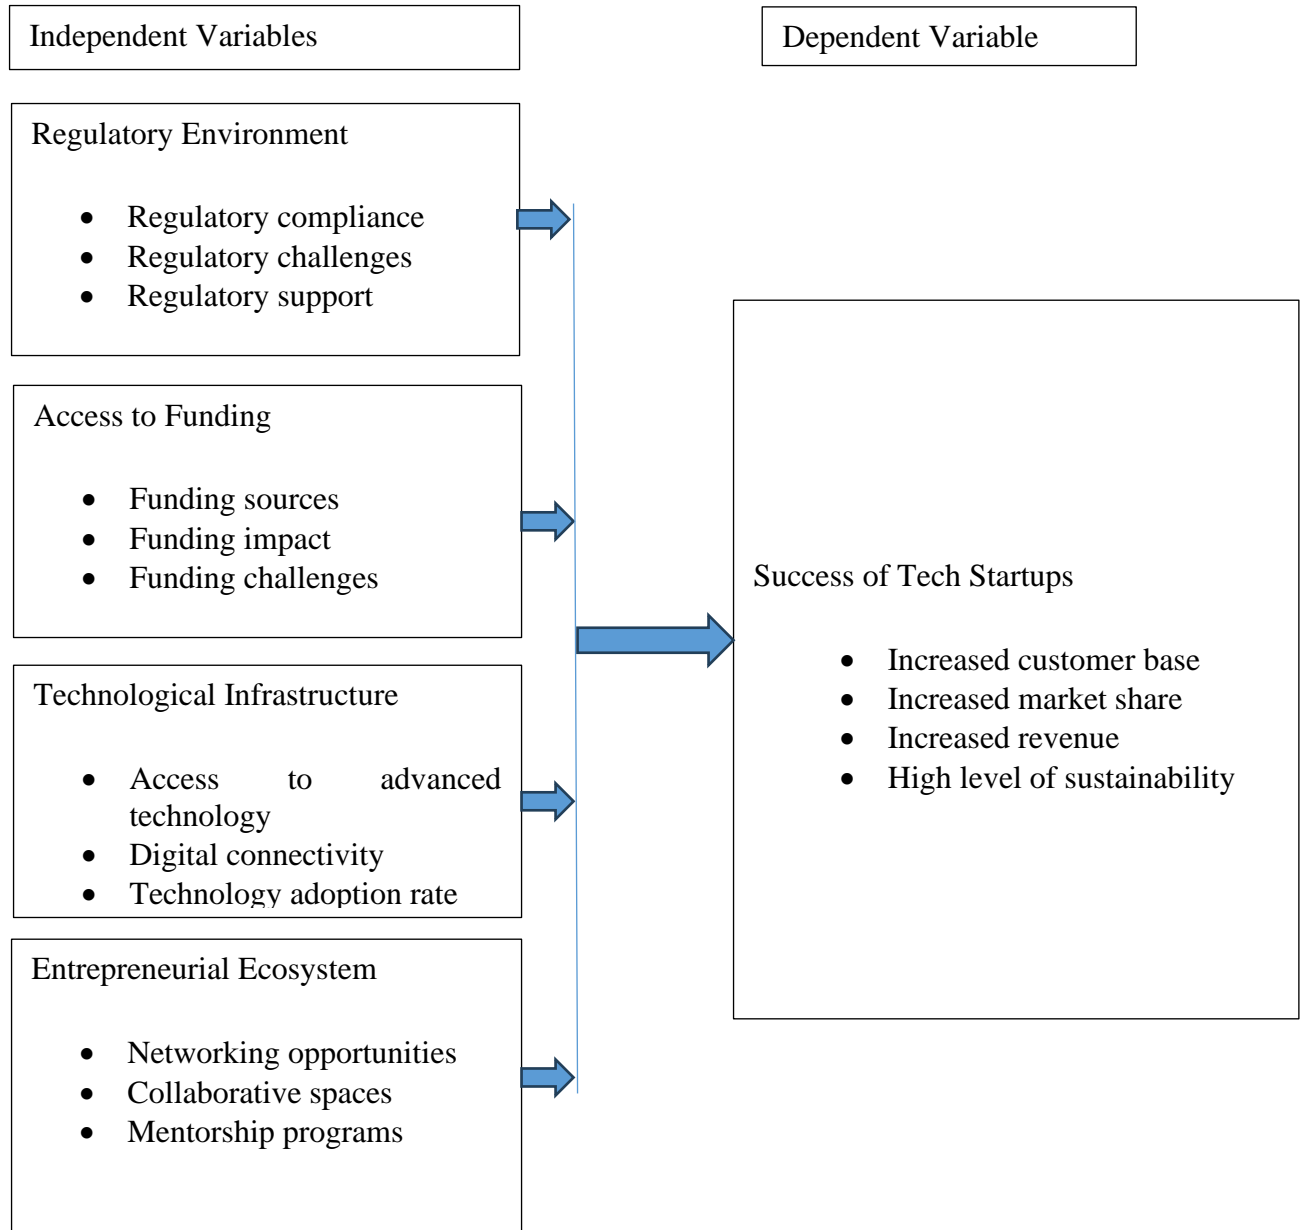 Independent Variables
Dependent Variable
Regulatory Environment
• Regulatory compliance
• Regulatory challenges
• Regulatory support
Access to Funding
• Funding sources
• Funding impact
• Funding challenges
Technological Infrastructure
• Access to advanced
technology
• Digital connectivity
• Technology adoption rate
Entrepreneurial Ecosystem
• Networking opportunities
• Collaborative spaces
• Mentorship programs
Success of Tech Startups
• Increased customer base
• Increased market share
• Increased revenue
• High level of sustainability